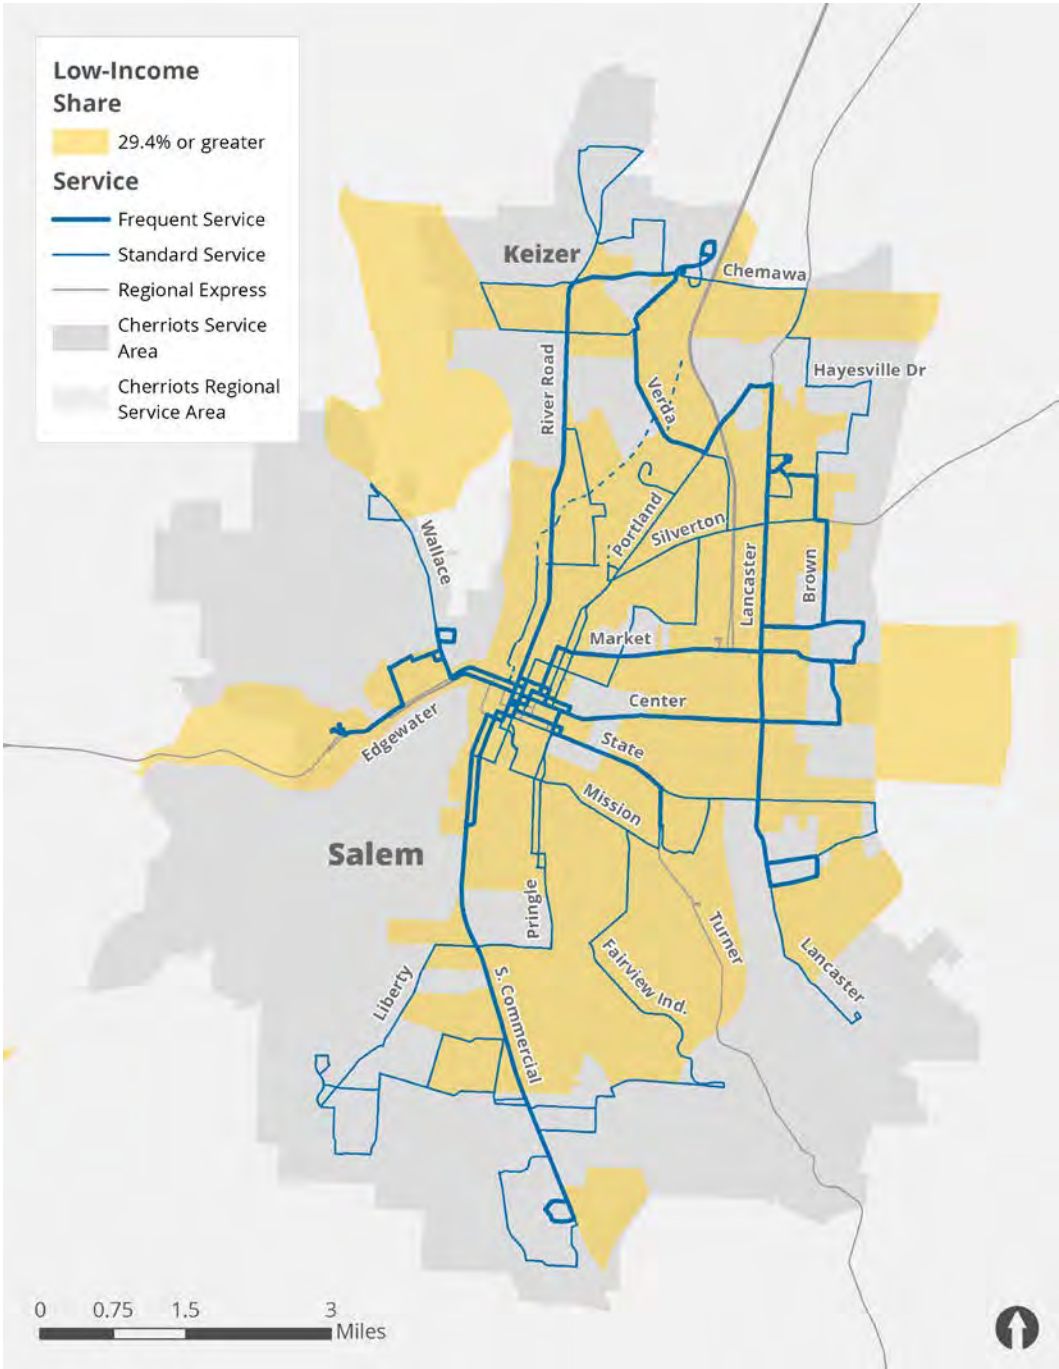 Low-Income
Share
29.4% or greater
Service
Frequent Service
Standard Service
Regional Express
Cherriots Service
Area
Cherriots Regional
Service Area
Keizer
Chemawa
Hayesville Dr
River Road
Verda
Portland
Silverton
Wallace
Lancaster
Brown
Market
Center
Edgewater
State
Mission
Salem
Pringle
Turner
Fairview Ind.
Lancaster
Liberty
S. Commercial
0 0.75 1.5 3
Miles